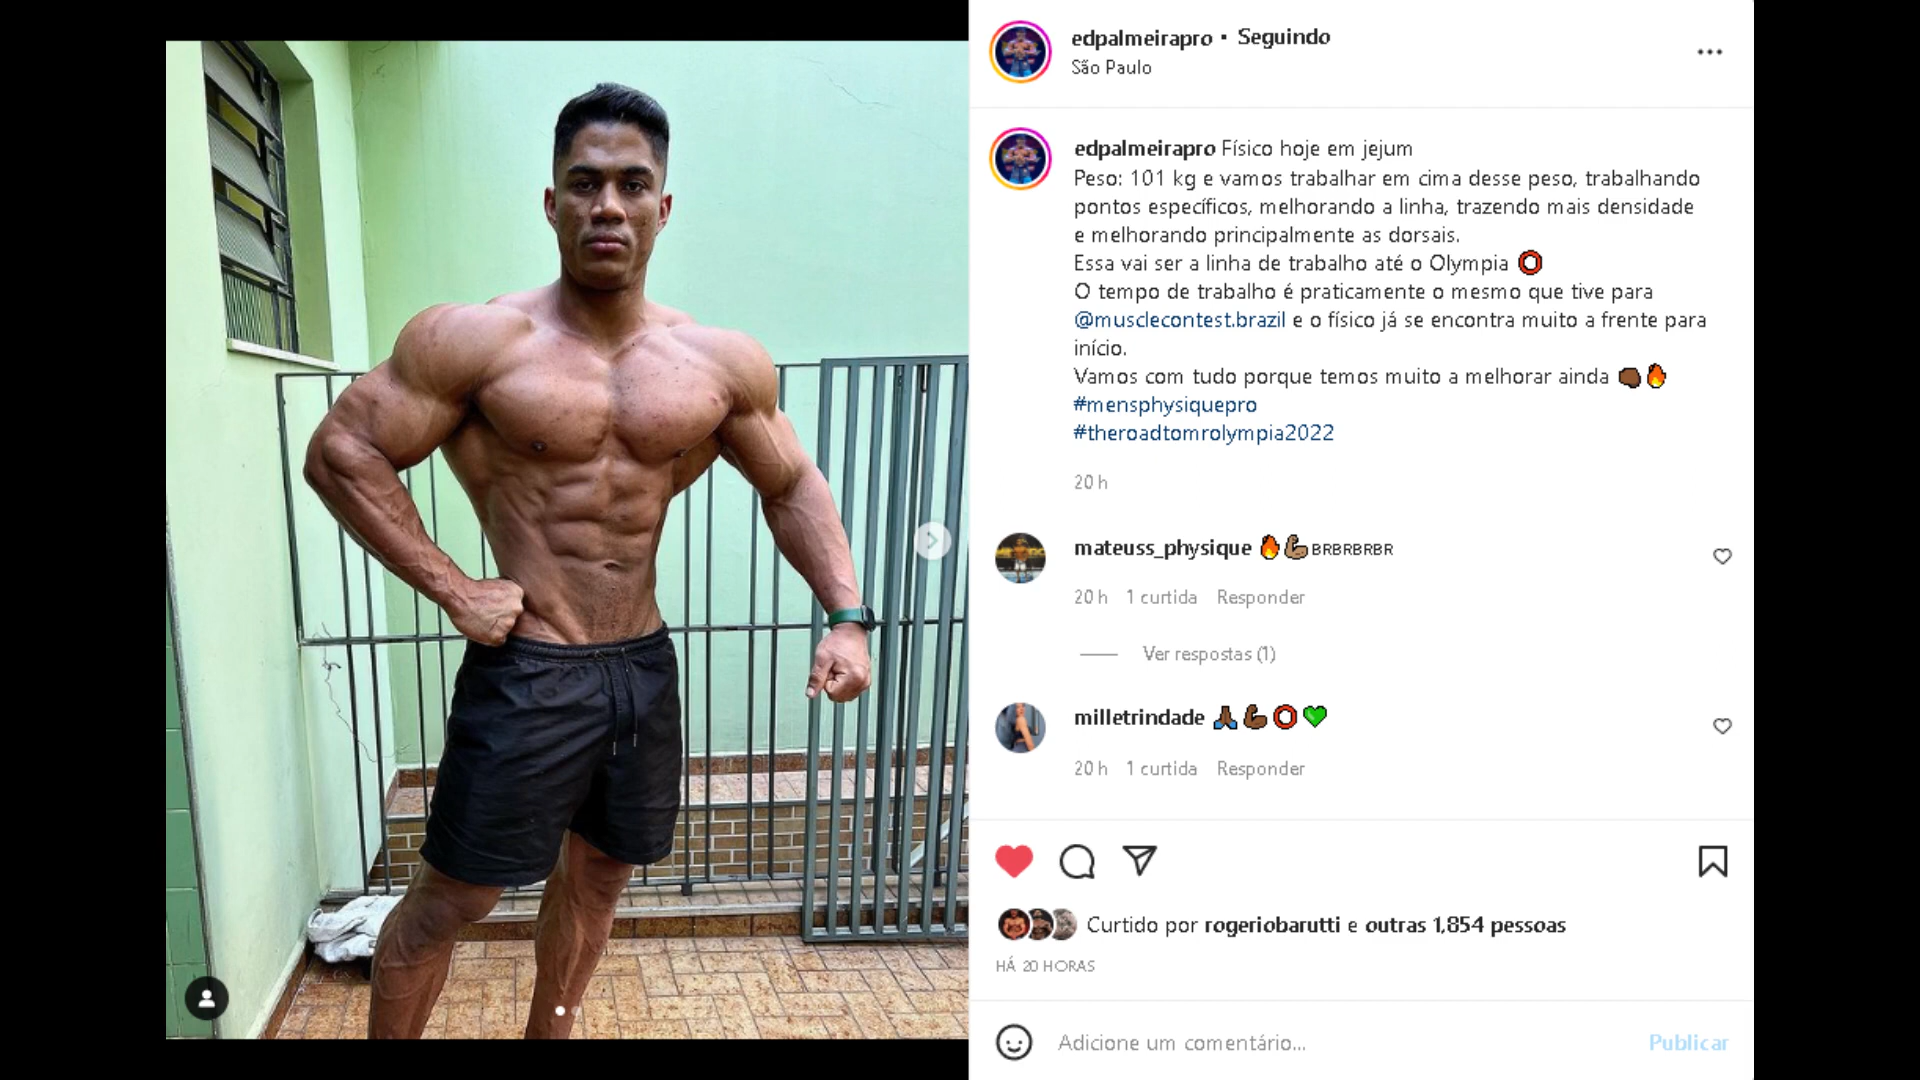 edpalmeirapro • Seguindo
São Paulo
edpalmeirapro Físico hoje em jejum
Peso: 101 kg e vamos trabalhar em cima desse peso, trabalhando
pontos específicos, melhorando a linha, trazendo mais densidade
e melhorando principalmente as dorsais.
Essa vai ser a linha de trabalho até o Olympia ⭕
O tempo de trabalho é praticamente o mesmo que tive para
@musclecontest.brazil e o físico já se encontra muito a frente para
início.
Vamos com tudo porque temos muito a melhorar ainda ✊🏾🔥
#mensphysiquepro
#theroadtomrolympia2022
20 h
mateuss_physique 🔥💪🏽BRBRBRBR
20 h 1 curtida Responder
Ver respostas (1)
milletrindade 🙏🏾💪🏾⭕💚
20 h 1 curtida Responder
Curtido por rogeriobarutti e outras 1,854 pessoas
HÁ 20 HORAS
Adicione um comentário... Publicar